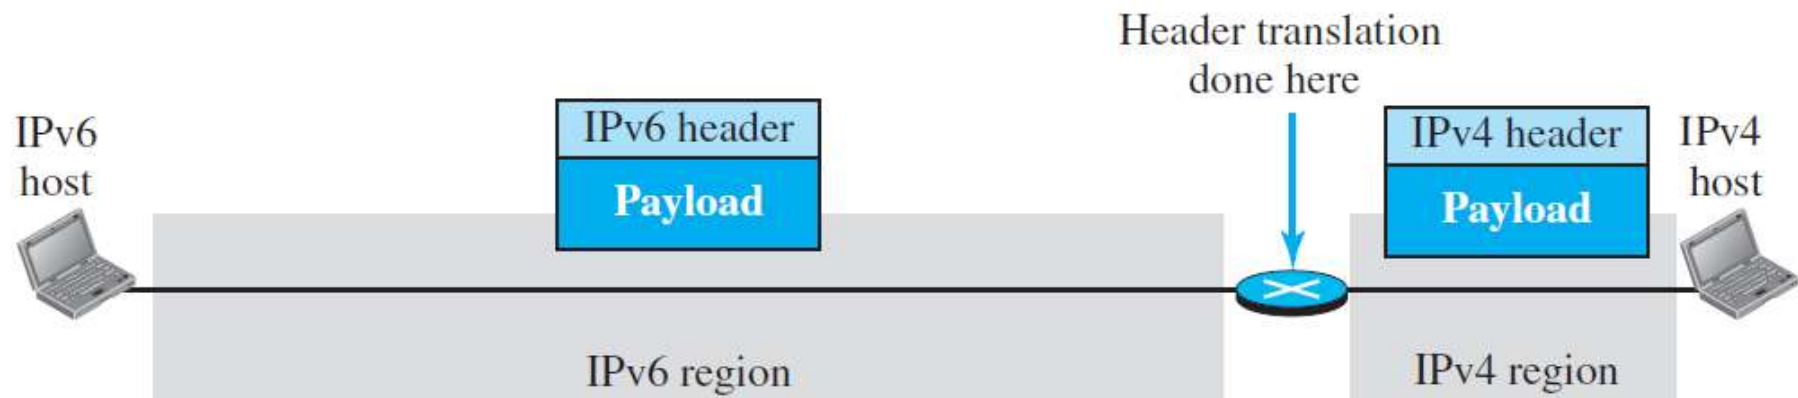 Header translation
done here
IPv6
host
IPv6 header
Payload
IPv4 header
Payload
IPv4
host
IPv6 region
IPv4 region